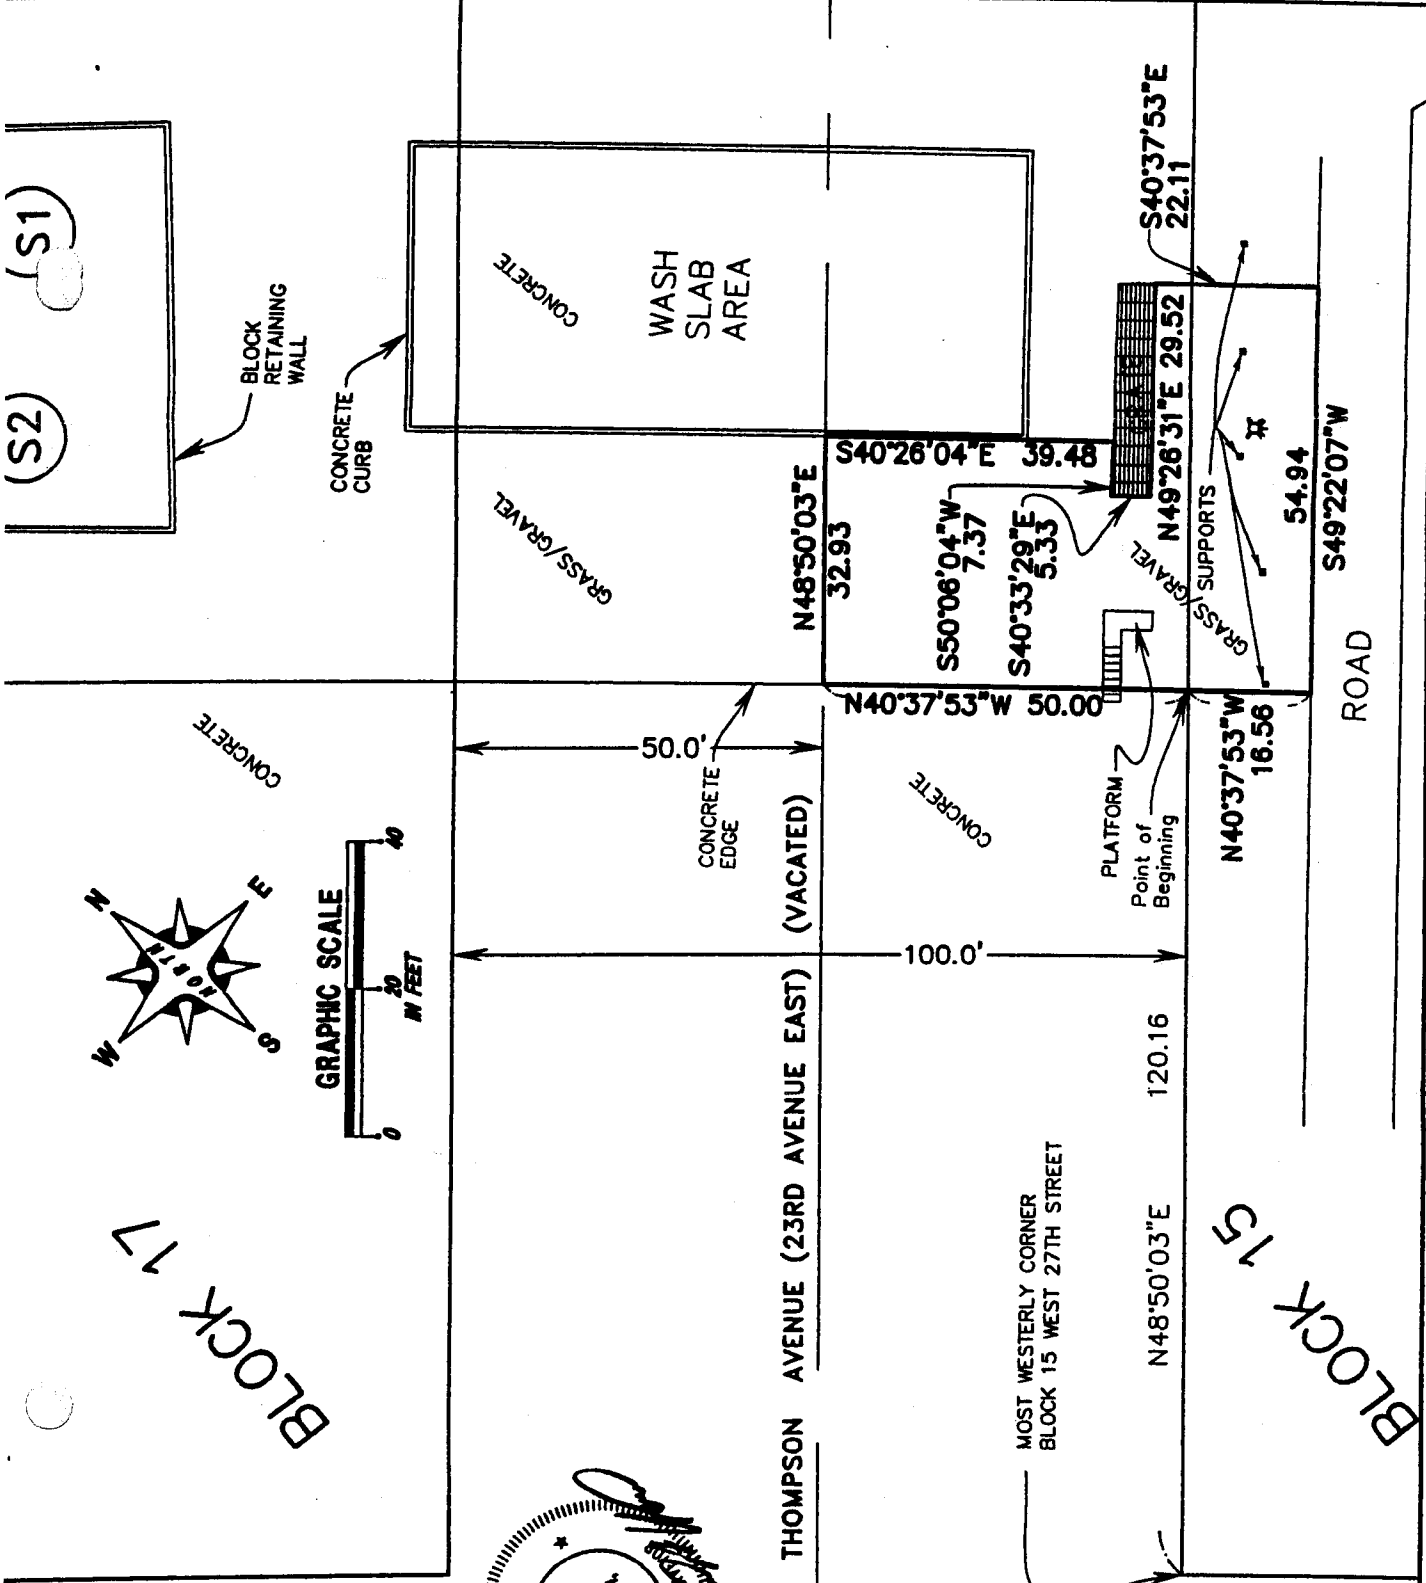 (S1)
(S2)
BLOCK
RETAINING
WALL
CONCRETE
CURB
CONCRETE
WASH
SLAB
AREA
GRASS/GRAVEL
S40°37'53"E
22.11
N49°26'31"E 29.52
S40°26'04"E 39.48
N48°50'03"E
32.93
S50°06'04"W
7.37
S40°33'29"E
5.33
GRASS/GRAVEL
SUPPORTS
54.94
S49°22'07"W
ROAD
N40°37'53"W 50.00
N40°37'53"W
16.56
CONCRETE
50.0'
CONCRETE
EDGE
CONCRETE
PLATFORM
Point of
Beginning
N
E
S
W
NORTH
GRAPHIC SCALE
0 20 40
IN FEET
100.0'
THOMPSON AVENUE (23RD AVENUE EAST) (VACATED)
N48°50'03"E 120.16
MOST WESTERLY CORNER
BLOCK 15 WEST 27TH STREET
BLOCK 17
BLOCK 15